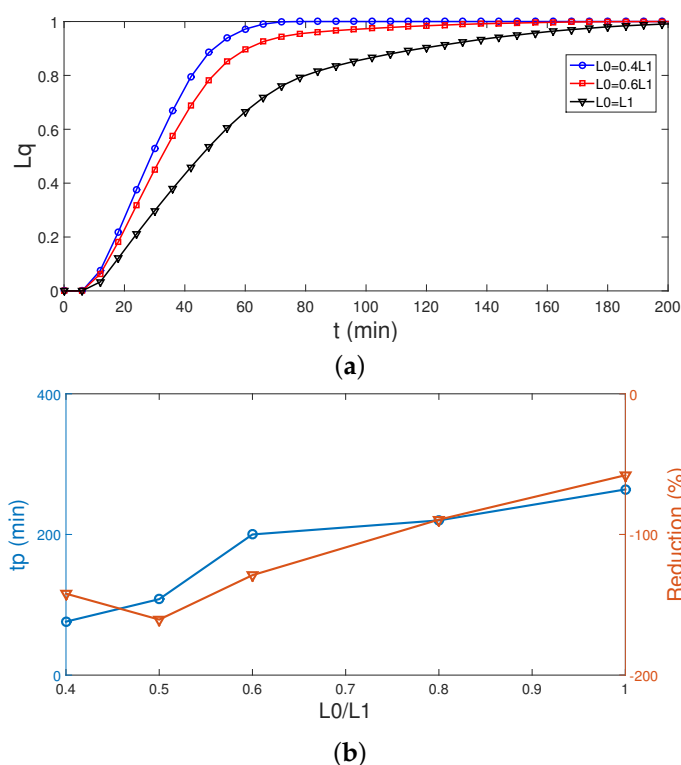 1
0.8
0.6
0.4
0.2
0
Lq
L0=0.4L1
L0=0.6L1
L0=L1
0 20 40 60 80 100 120 140 160 180 200
t (min)
(a)
400
200
0
tp (min)
0
-100
-200
Reduction (%)
0.4 0.5 0.6 0.7 0.8 0.9 1
L0/L1
(b)